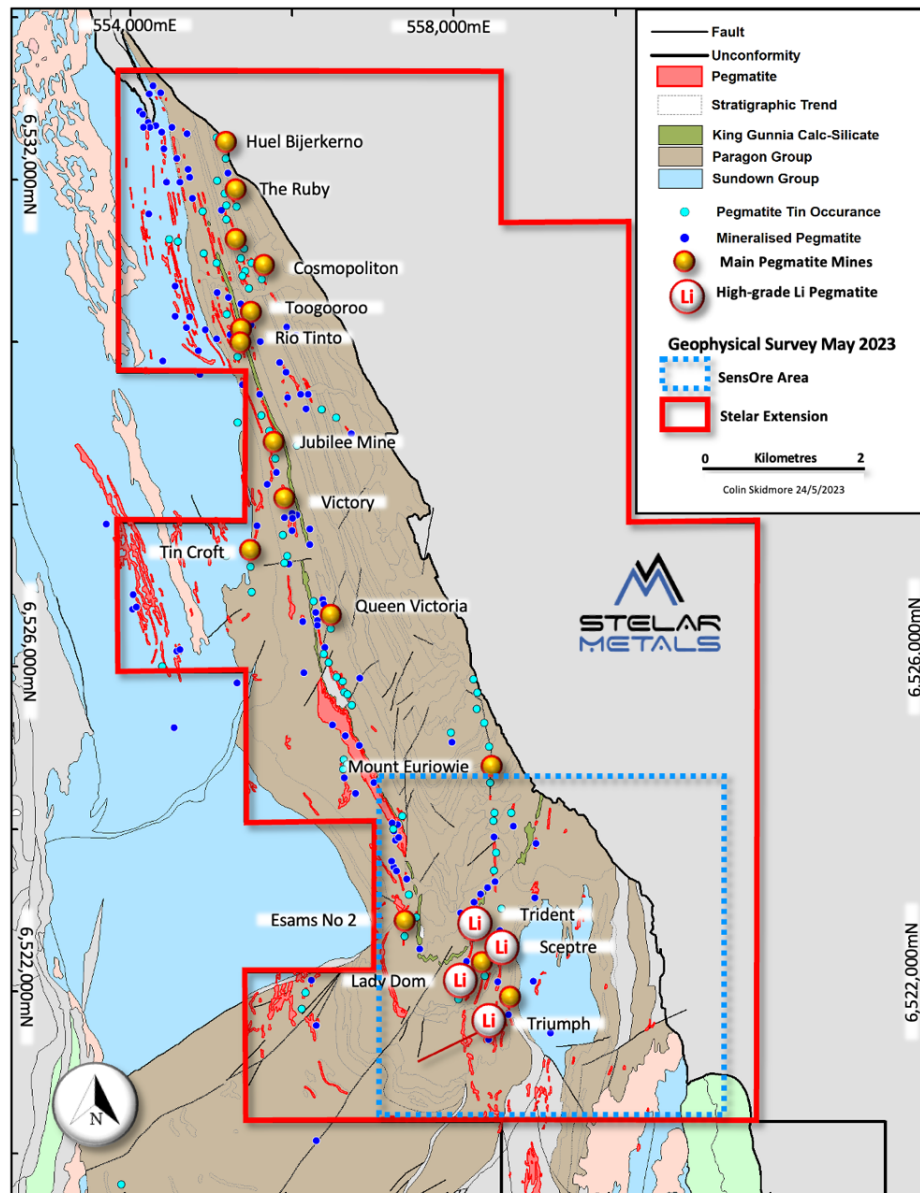 554,000mE
558,000mE
Fault
Unconformity
Pegmatite
Stratigraphic Trend
King Gunnia Calc-Silicate
Paragon Group
Sundown Group
Pegmatite Tin Occurance
Mineralised Pegmatite
Main Pegmatite Mines
Li High-grade Li Pegmatite
Geophysical Survey May 2023
SensOre Area
Stelar Extension
0 Kilometres 2
Colin Skidmore 24/5/2023
6,532,000mN
Huel Bijerkerno
The Ruby
Cosmopoliton
Toogooroo
Rio Tinto
Jubilee Mine
Victory
Tin Croft
Queen Victoria
STELAR
METALS
6,526,000mN
6,526,000mN
Mount Euriowie
Esams No 2
Li
Trident
Li
Sceptre
Lady Dom
Li
Li
Triumph
6,522,000mN
6,522,000mN
N